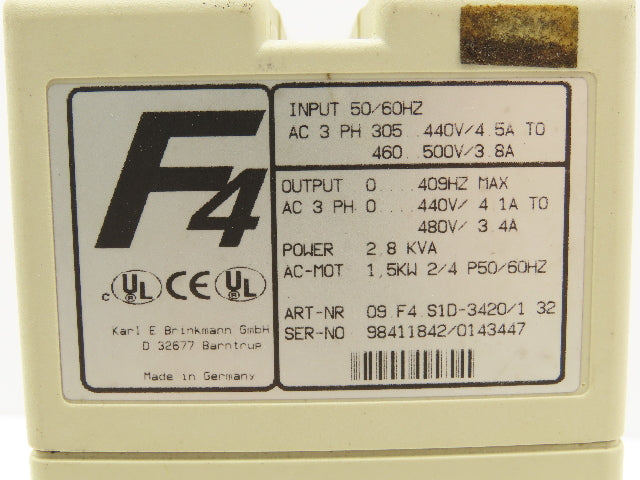 F4
c UL CE UL
Karl E Brinkmann GmbH
D 32677 Barntrup
Made in Germany
INPUT 50/60HZ
AC 3 PH 305...440V/4.5A TO
460...500V/3.8A
OUTPUT 0....409HZ MAX
AC 3 PH 0....440V/ 4.1A TO
480V/ 3.4A
POWER 2,8 KVA
AC-MOT 1,5KW 2/4 P50/60HZ
ART-NR 09.F4.S1D-3420/1.32
SER-NO 98411842/0143447